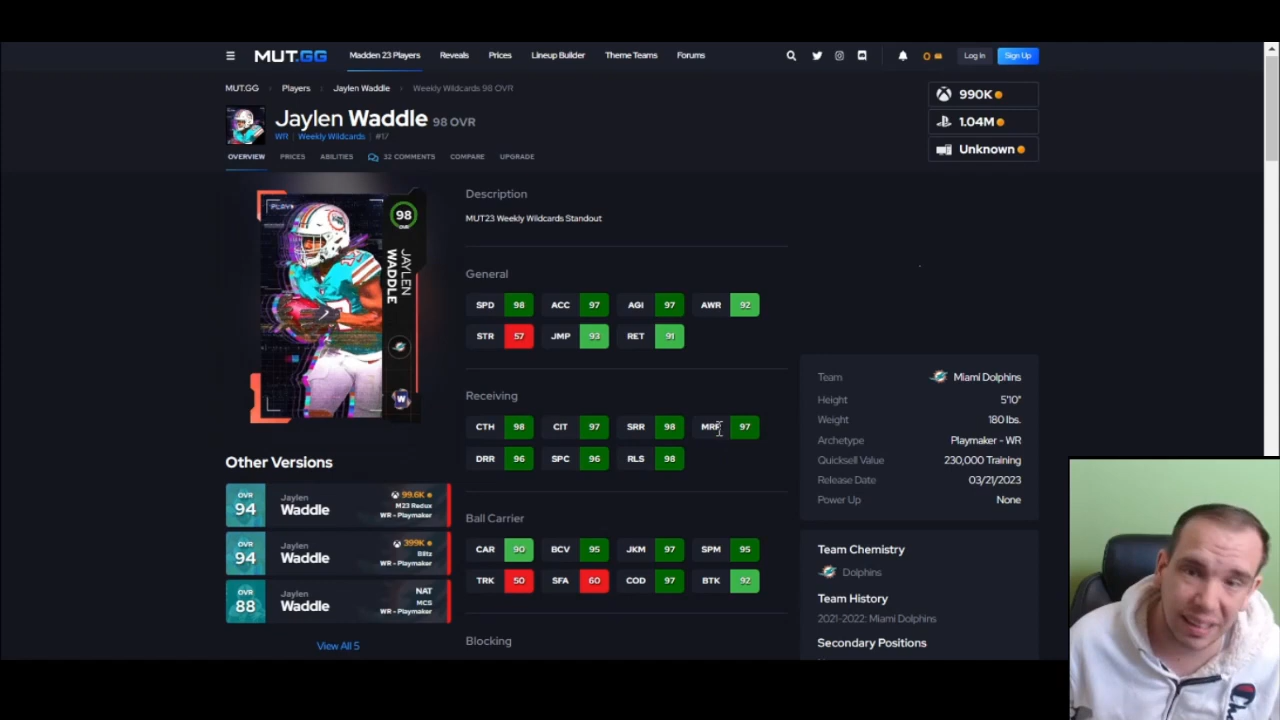 MUT.GG
Madden 23 Players Reveals Prices Lineup Builder Theme Teams Forums
0
Log In Sign Up
MUT.GG Players Jaylen Waddle Weekly Wildcards 98 OVR
Jaylen Waddle 98 OVR
WR Weekly Wildcards #17
OVERVIEW PRICES ABILITIES 32 COMMENTS COMPARE UPGRADE
990K
1.04M
Unknown
98
OVR
JAYLEN
WADDLE
W
Other Versions
OVR
94
Jaylen
Waddle
99.6K
M23 Redux
WR - Playmaker
OVR
94
Jaylen
Waddle
399K
Blitz
WR - Playmaker
OVR
88
Jaylen
Waddle
NAT
MCS
WR - Playmaker
View All 5
Description
MUT23 Weekly Wildcards Standout
General
SPD 98 ACC 97 AGI 97 AWR 92
STR 57 JMP 93 RET 91
Receiving
CTH 98 CIT 97 SRR 98 MRR 97
DRR 96 SPC 96 RLS 98
Ball Carrier
CAR 90 BCV 95 JKM 97 SPM 95
TRK 50 SFA 60 COD 97 BTK 92
Blocking
Team Miami Dolphins
Height 5'10"
Weight 180 lbs.
Archetype Playmaker - WR
Quicksell Value 230,000 Training
Release Date 03/21/2023
Power Up None
Team Chemistry
Dolphins
Team History
2021-2022: Miami Dolphins
Secondary Positions